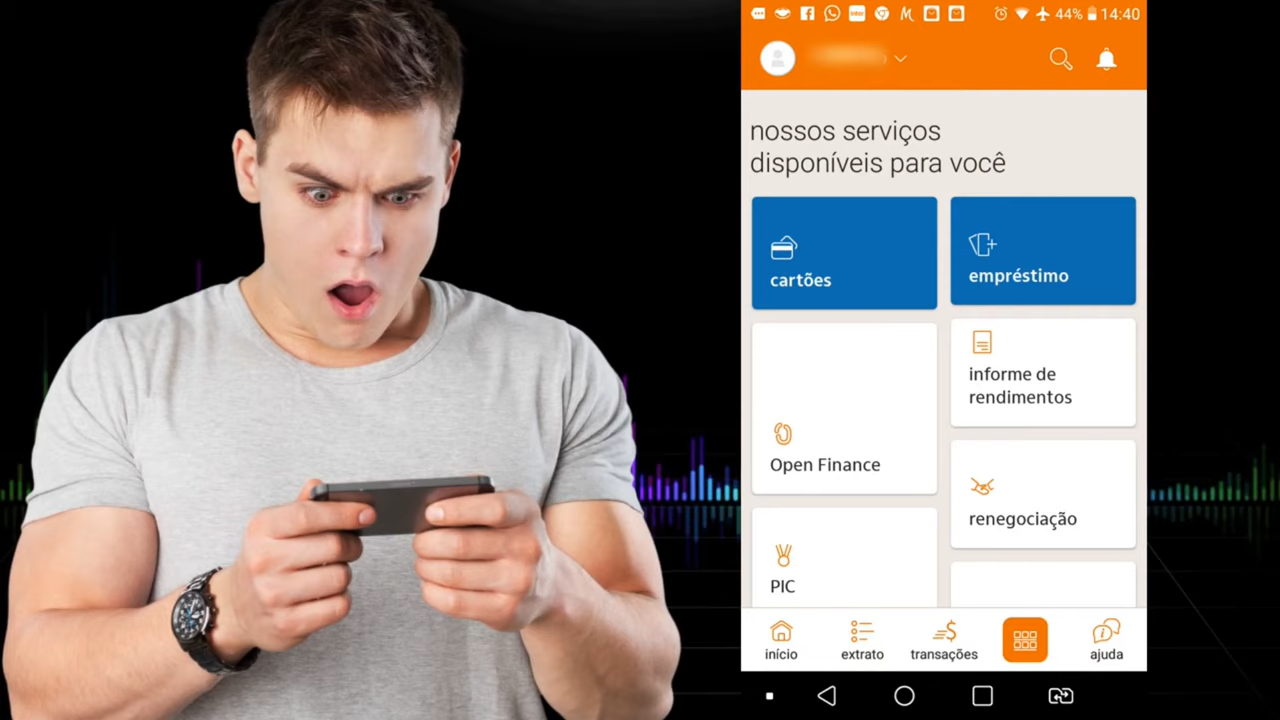 44% 14:40
nossos serviços
disponíveis para você
cartões
empréstimo
informe de
rendimentos
Open Finance
renegociação
PIC
início
extrato
transações
ajuda